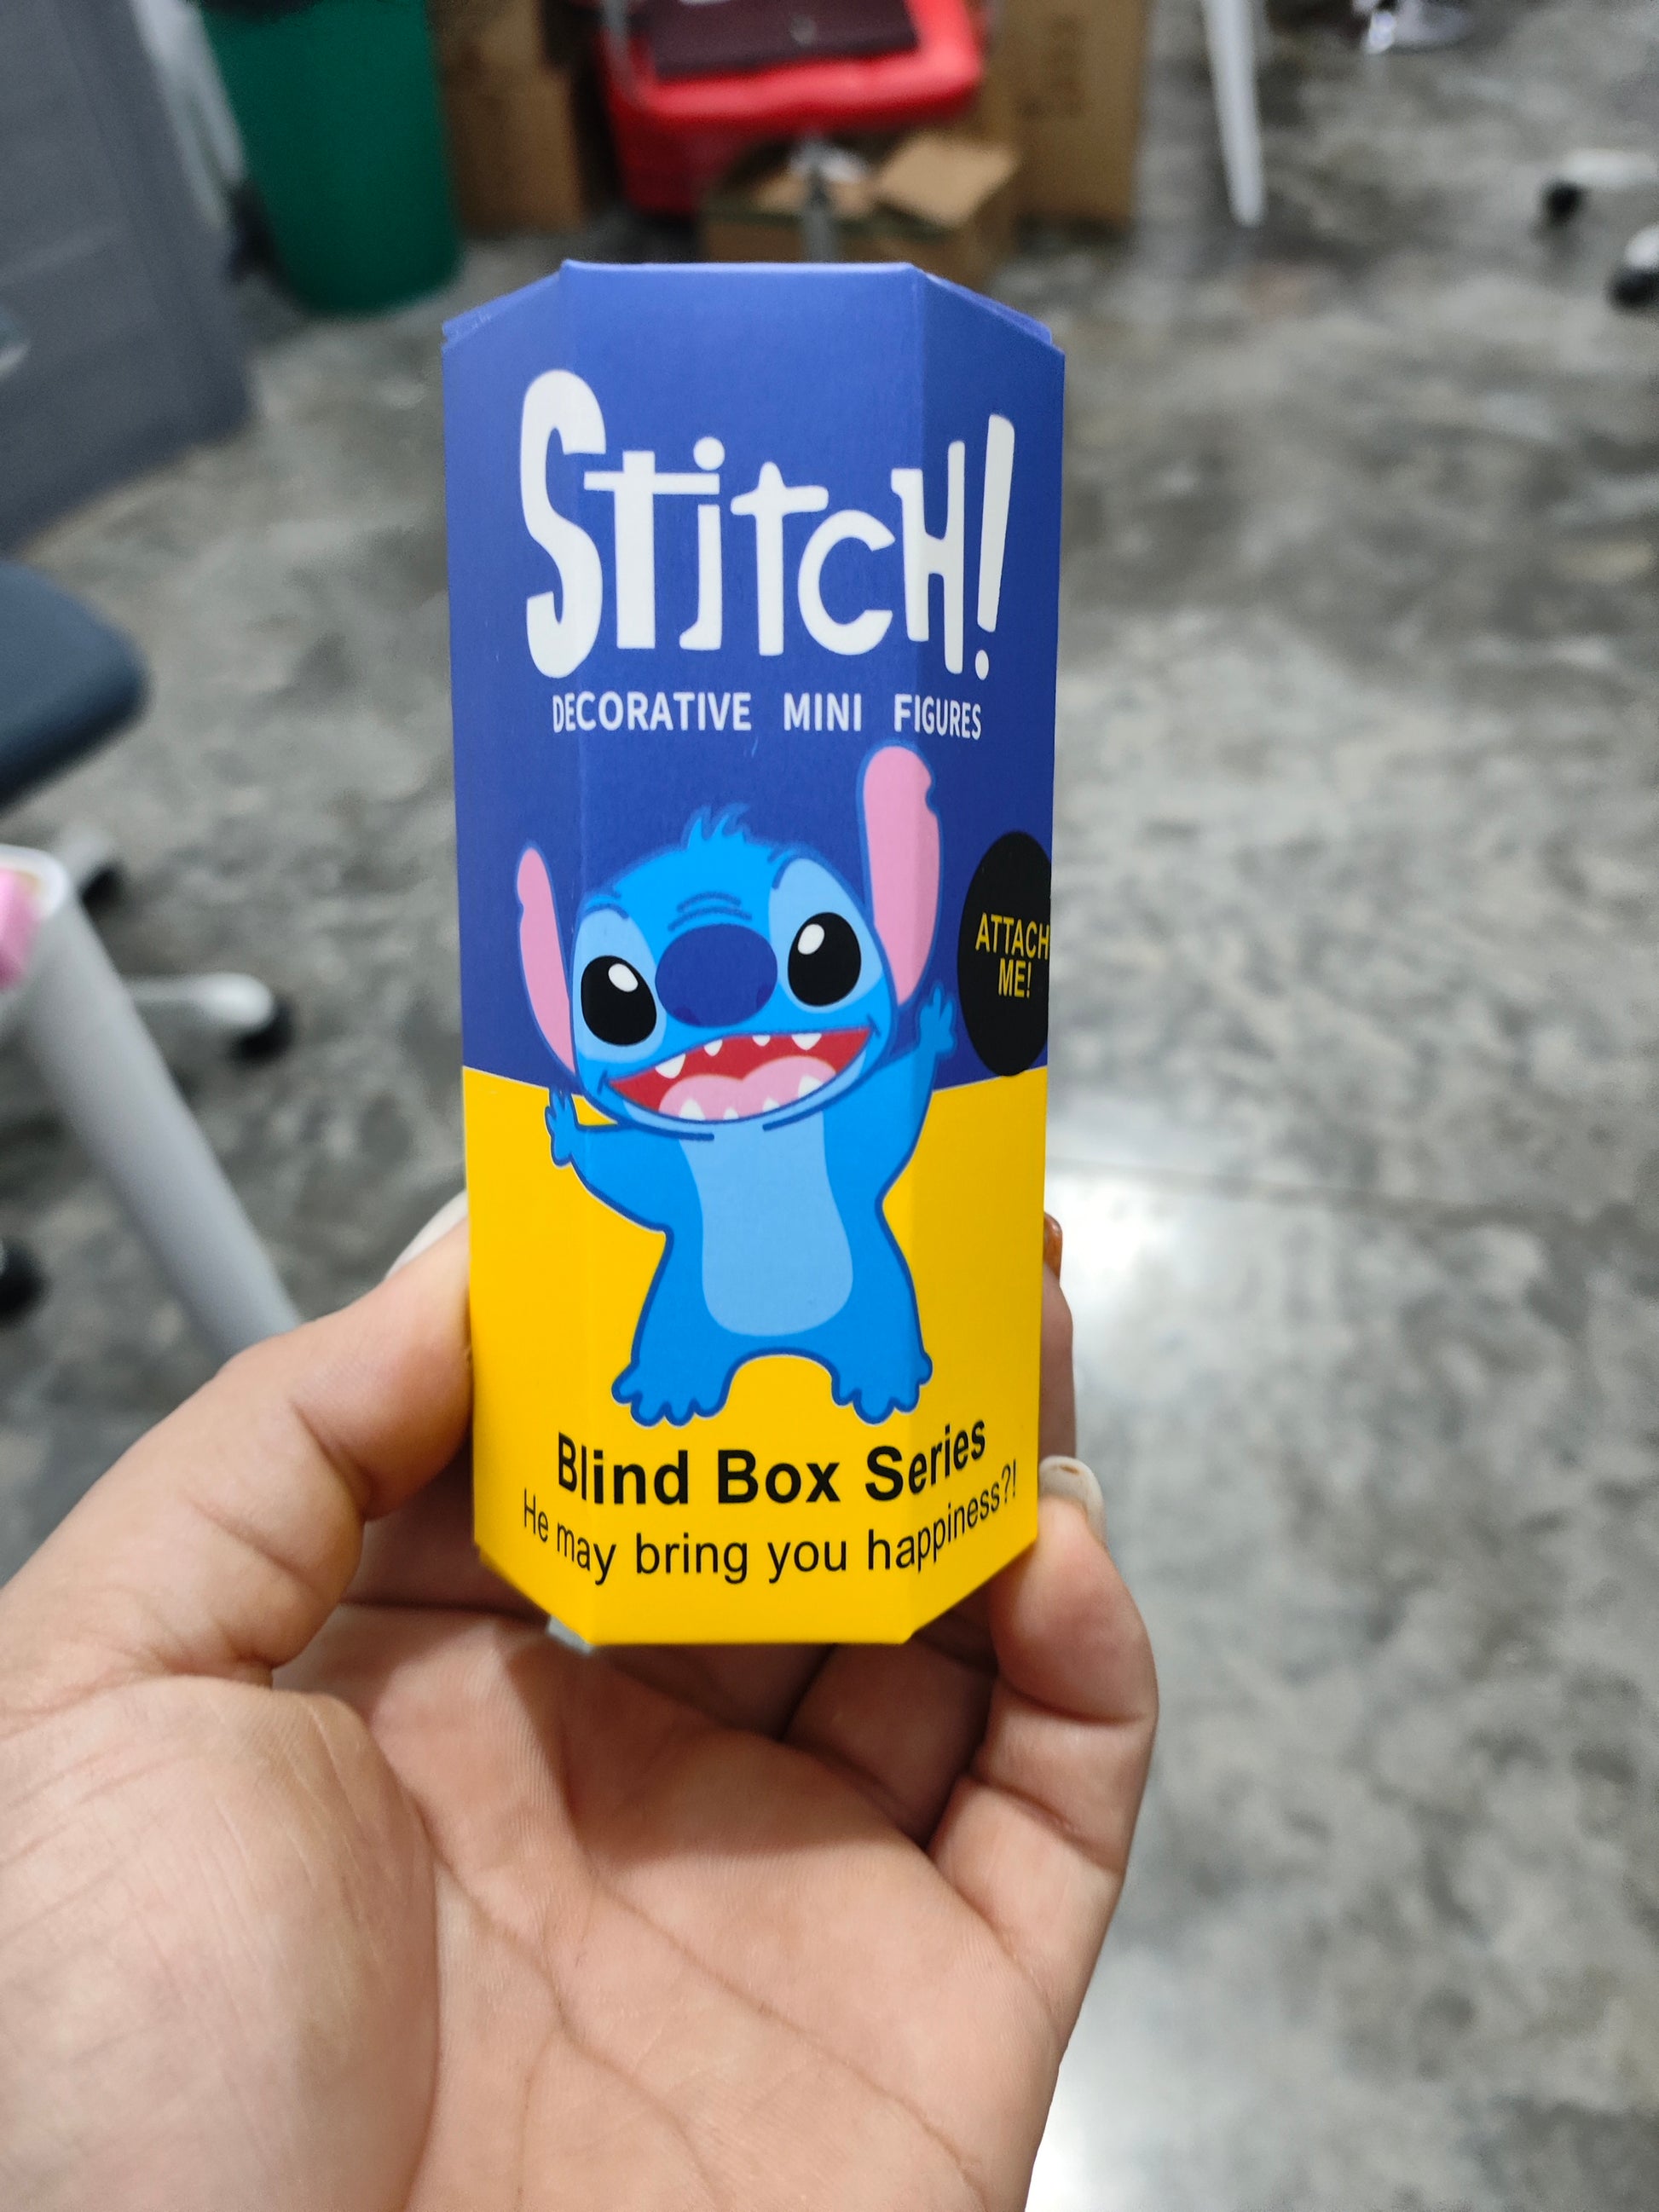 Stitch!
DECORATIVE MINI FIGURES
ATTACH
ME!
Blind Box Series
He may bring you happiness?!